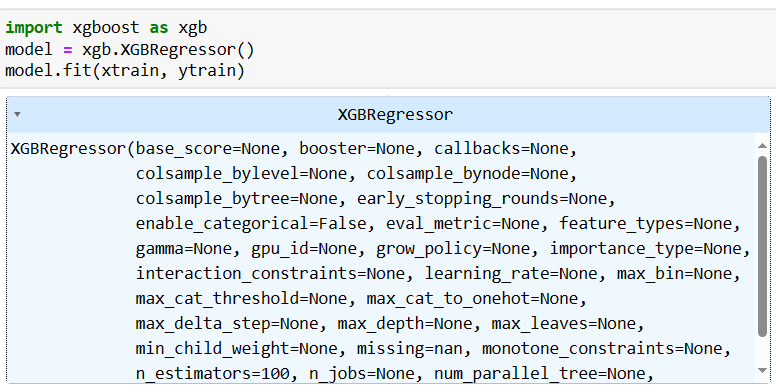 import xgboost as xgb
model = xgb.XGBRegressor()
model.fit(xtrain, ytrain)
XGBRegressor
XGBRegressor(base_score=None, booster=None, callbacks=None,
colsample_bylevel=None, colsample_bynode=None,
colsample_bytree=None, early_stopping_rounds=None,
enable_categorical=False, eval_metric=None, feature_types=None,
gamma=None, gpu_id=None, grow_policy=None, importance_type=None,
interaction_constraints=None, learning_rate=None, max_bin=None,
max_cat_threshold=None, max_cat_to_onehot=None,
max_delta_step=None, max_depth=None, max_leaves=None,
min_child_weight=None, missing=nan, monotone_constraints=None,
n_estimators=100, n_jobs=None, num_parallel_tree=None,